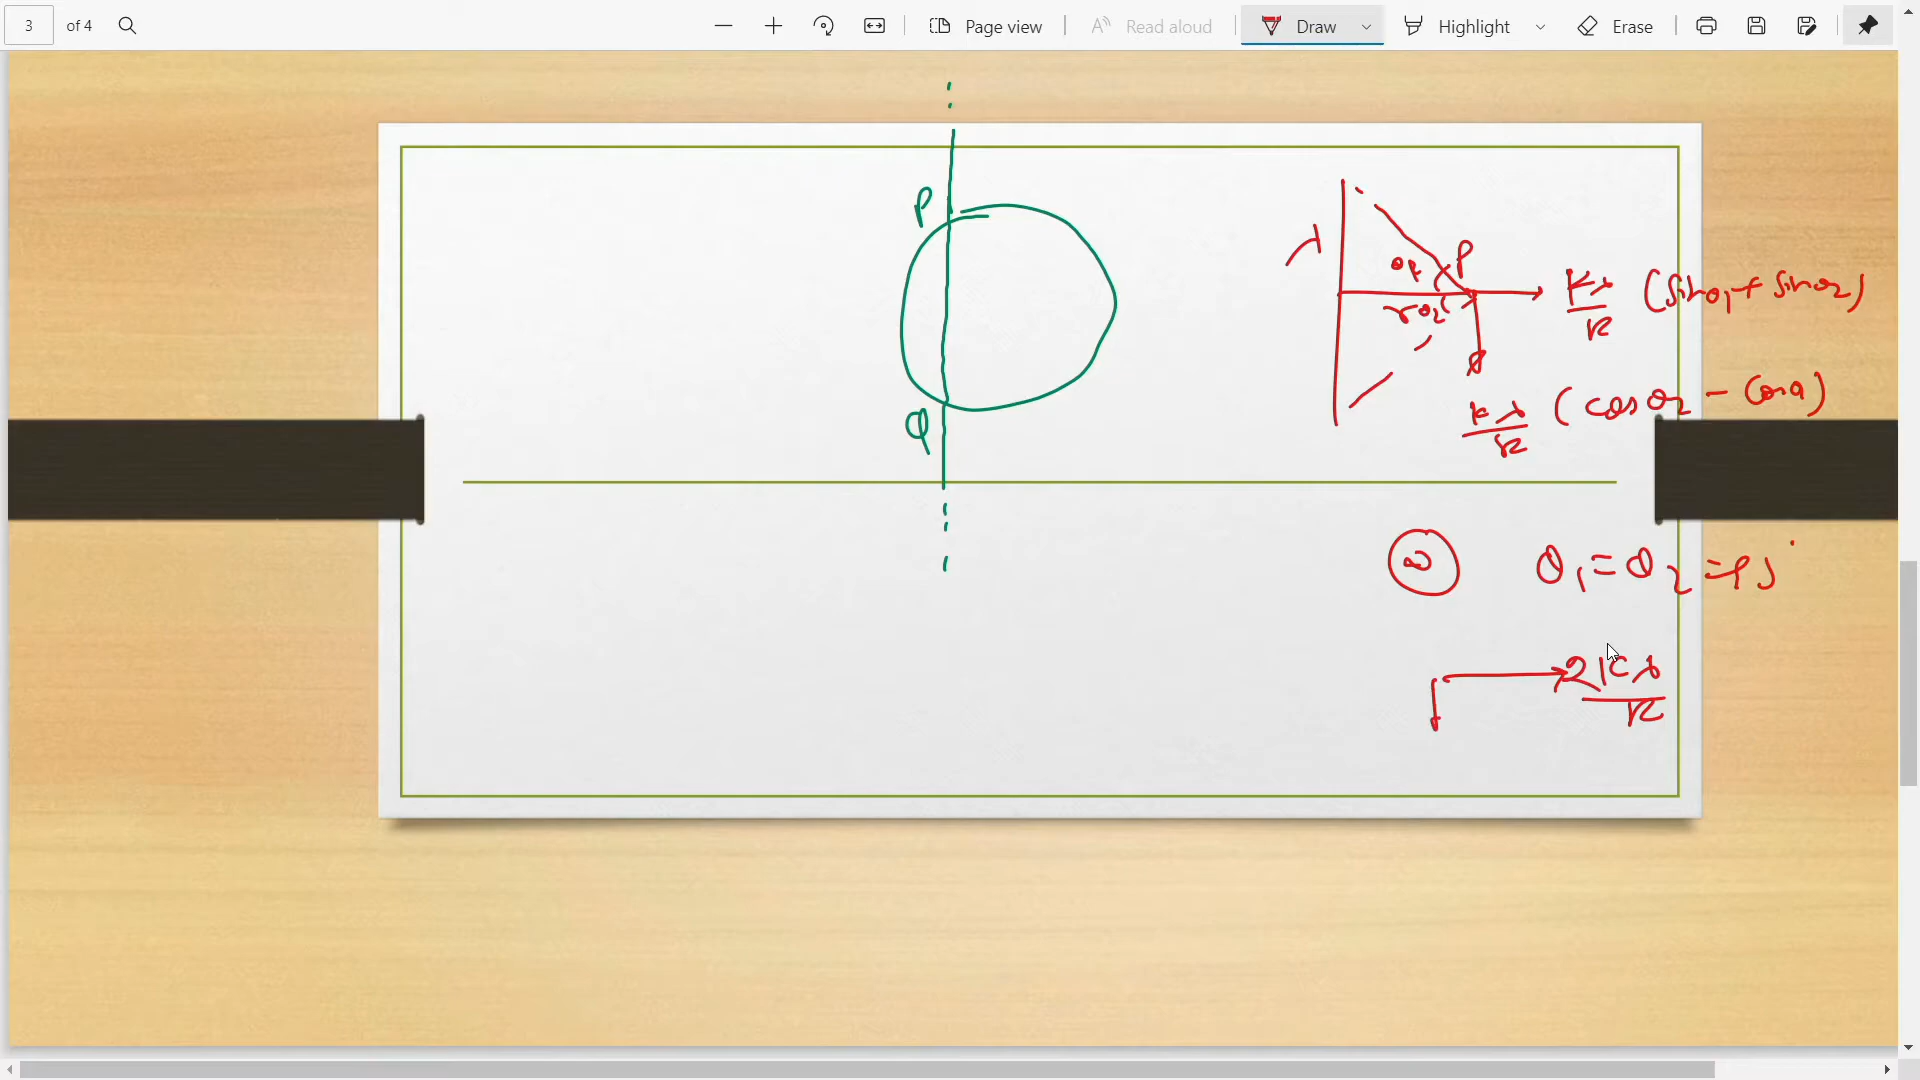 3 of 4 Page view Read aloud Draw Highlight Erase
P
Q
λ
θ1 P
r θ2
Kλ/R (sinθ1 + sinθ2)
Kλ/R (cosθ2 - cosθ1)
∞ θ1 = θ2 = 90°
2Kλ/R